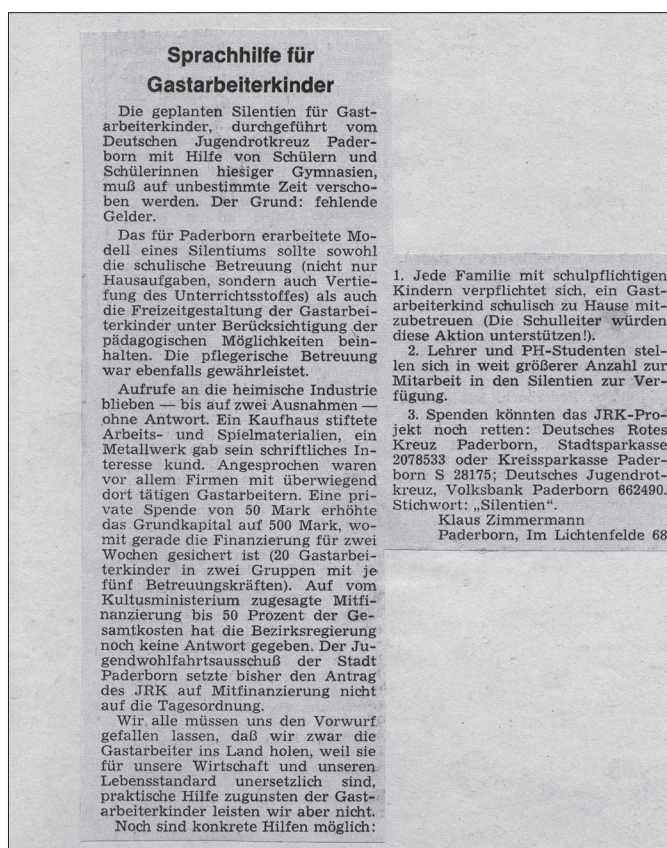 Sprachhilfe für
Gastarbeiterkinder
Die geplanten Silentien für Gast-
arbeiterkinder, durchgeführt vom
Deutschen Jugendrotkreuz Pader-
born mit Hilfe von Schülern und
Schülerinnen hiesiger Gymnasien,
muß auf unbestimmte Zeit verscho-
ben werden. Der Grund: fehlende
Gelder.
Das für Paderborn erarbeitete Mo-
dell eines Silentiums sollte sowohl
die schulische Betreuung (nicht nur
Hausaufgaben, sondern auch Vertie-
fung des Unterrichtsstoffes) als auch
die Freizeitgestaltung der Gastarbei-
terkinder unter Berücksichtigung der
pädagogischen Möglichkeiten bein-
halten. Die pflegerische Betreuung
war ebenfalls gewährleistet.
Aufrufe an die heimische Industrie
blieben — bis auf zwei Ausnahmen —
ohne Antwort. Ein Kaufhaus stiftete
Arbeits- und Spielmaterialien, ein
Metallwerk gab sein schriftliches In-
teresse kund. Angesprochen waren
vor allem Firmen mit überwiegend
dort tätigen Gastarbeitern. Eine pri-
vate Spende von 50 Mark erhöhte
das Grundkapital auf 500 Mark, wo-
mit gerade die Finanzierung für zwei
Wochen gesichert ist (20 Gastarbei-
terkinder in zwei Gruppen mit je
fünf Betreuungskräften). Auf vom
Kultusministerium zugesagte Mitfi-
nanzierung bis 50 Prozent der Ge-
samtkosten hat die Bezirksregierung
noch keine Antwort gegeben. Der Ju-
gendwohlfahrtsausschuß der Stadt
Paderborn setzte bisher den Antrag
des JRK auf Mitfinanzierung nicht
auf die Tagesordnung.
Wir alle müssen uns den Vorwurf
gefallen lassen, daß wir zwar die
Gastarbeiter ins Land holen, weil sie
für unsere Wirtschaft und unseren
Lebensstandard unersetzlich sind,
praktische Hilfe zugunsten der Gast-
arbeiterkinder leisten wir aber nicht.
Noch sind konkrete Hilfen möglich:
1. Jede Familie mit schulpflichtigen
Kindern verpflichtet sich, ein Gast-
arbeiterkind schulisch zu Hause mit-
zubetreuen (Die Schulleiter würden
diese Aktion unterstützen!).
2. Lehrer und PH-Studenten stel-
len sich in weit größerer Anzahl zur
Mitarbeit in den Silentien zur Ver-
fügung.
3. Spenden könnten das JRK-Pro-
jekt noch retten: Deutsches Rotes
Kreuz Paderborn, Stadtsparkasse
2078533 oder Kreissparkasse Pader-
born S 28175; Deutsches Jugendrot-
kreuz, Volksbank Paderborn 662490.
Stichwort: „Silentien“.
Klaus Zimmermann
Paderborn, Im Lichtenfelde 68